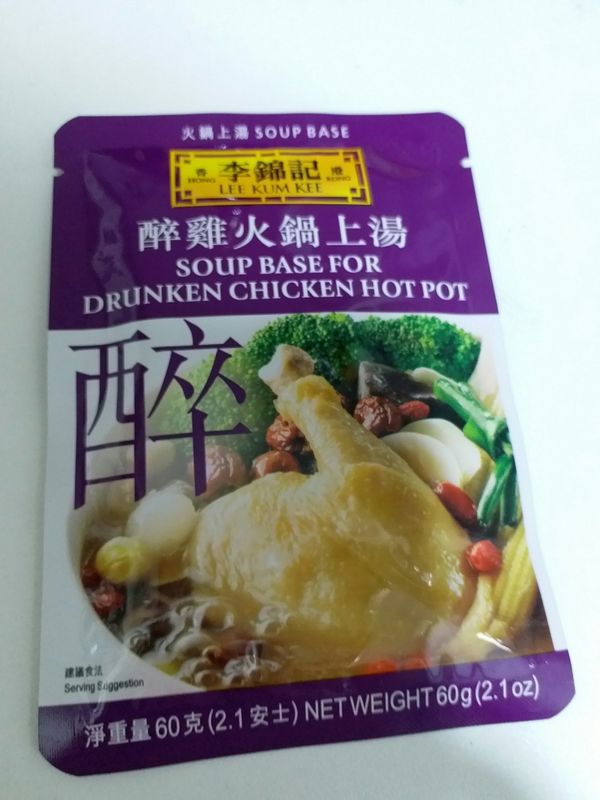 火鍋上湯 SOUP BASE
香 李錦記 港
HONG LEE KUM KEE KONG
醉雞火鍋上湯
SOUP BASE FOR
DRUNKEN CHICKEN HOT POT
醉
建議食法
Serving Suggestion
淨重量 60克 (2.1 安士) NET WEIGHT 60g (2.1 oz)